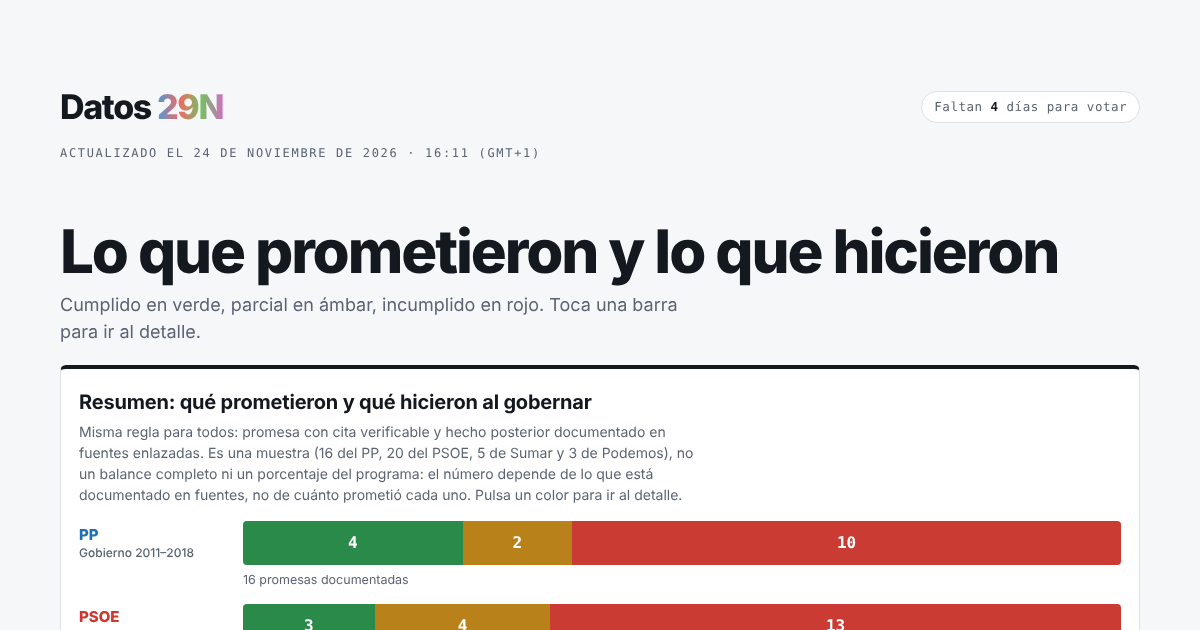 Datos 29N
Faltan 4 días para votar
ACTUALIZADO EL 24 DE NOVIEMBRE DE 2026 · 16:11 (GMT+1)
Lo que prometieron y lo que hicieron
Cumplido en verde, parcial en ámbar, incumplido en rojo. Toca una barra
para ir al detalle.
Resumen: qué prometieron y qué hicieron al gobernar
Misma regla para todos: promesa con cita verificable y hecho posterior documentado en
fuentes enlazadas. Es una muestra (16 del PP, 20 del PSOE, 5 de Sumar y 3 de Podemos), no
un balance completo ni un porcentaje del programa: el número depende de lo que está
documentado en fuentes, no de cuánto prometió cada uno. Pulsa un color para ir al detalle.
PP
Gobierno 2011–2018
4
2
10
16 promesas documentadas
PSOE
3
4
13